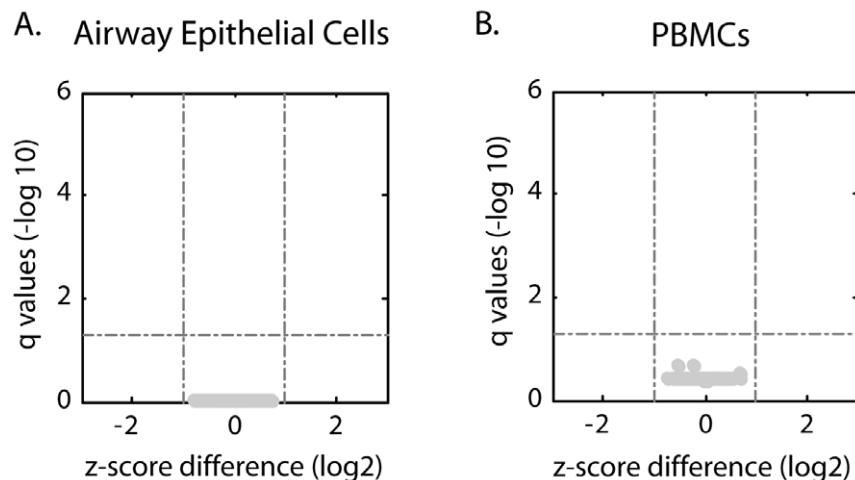 A. Airway Epithelial Cells
6
4
2
0
-2 0 2
q values (-log 10)
z-score difference (log2)
B. PBMCs
6
4
2
0
-2 0 2
q values (-log 10)
z-score difference (log2)